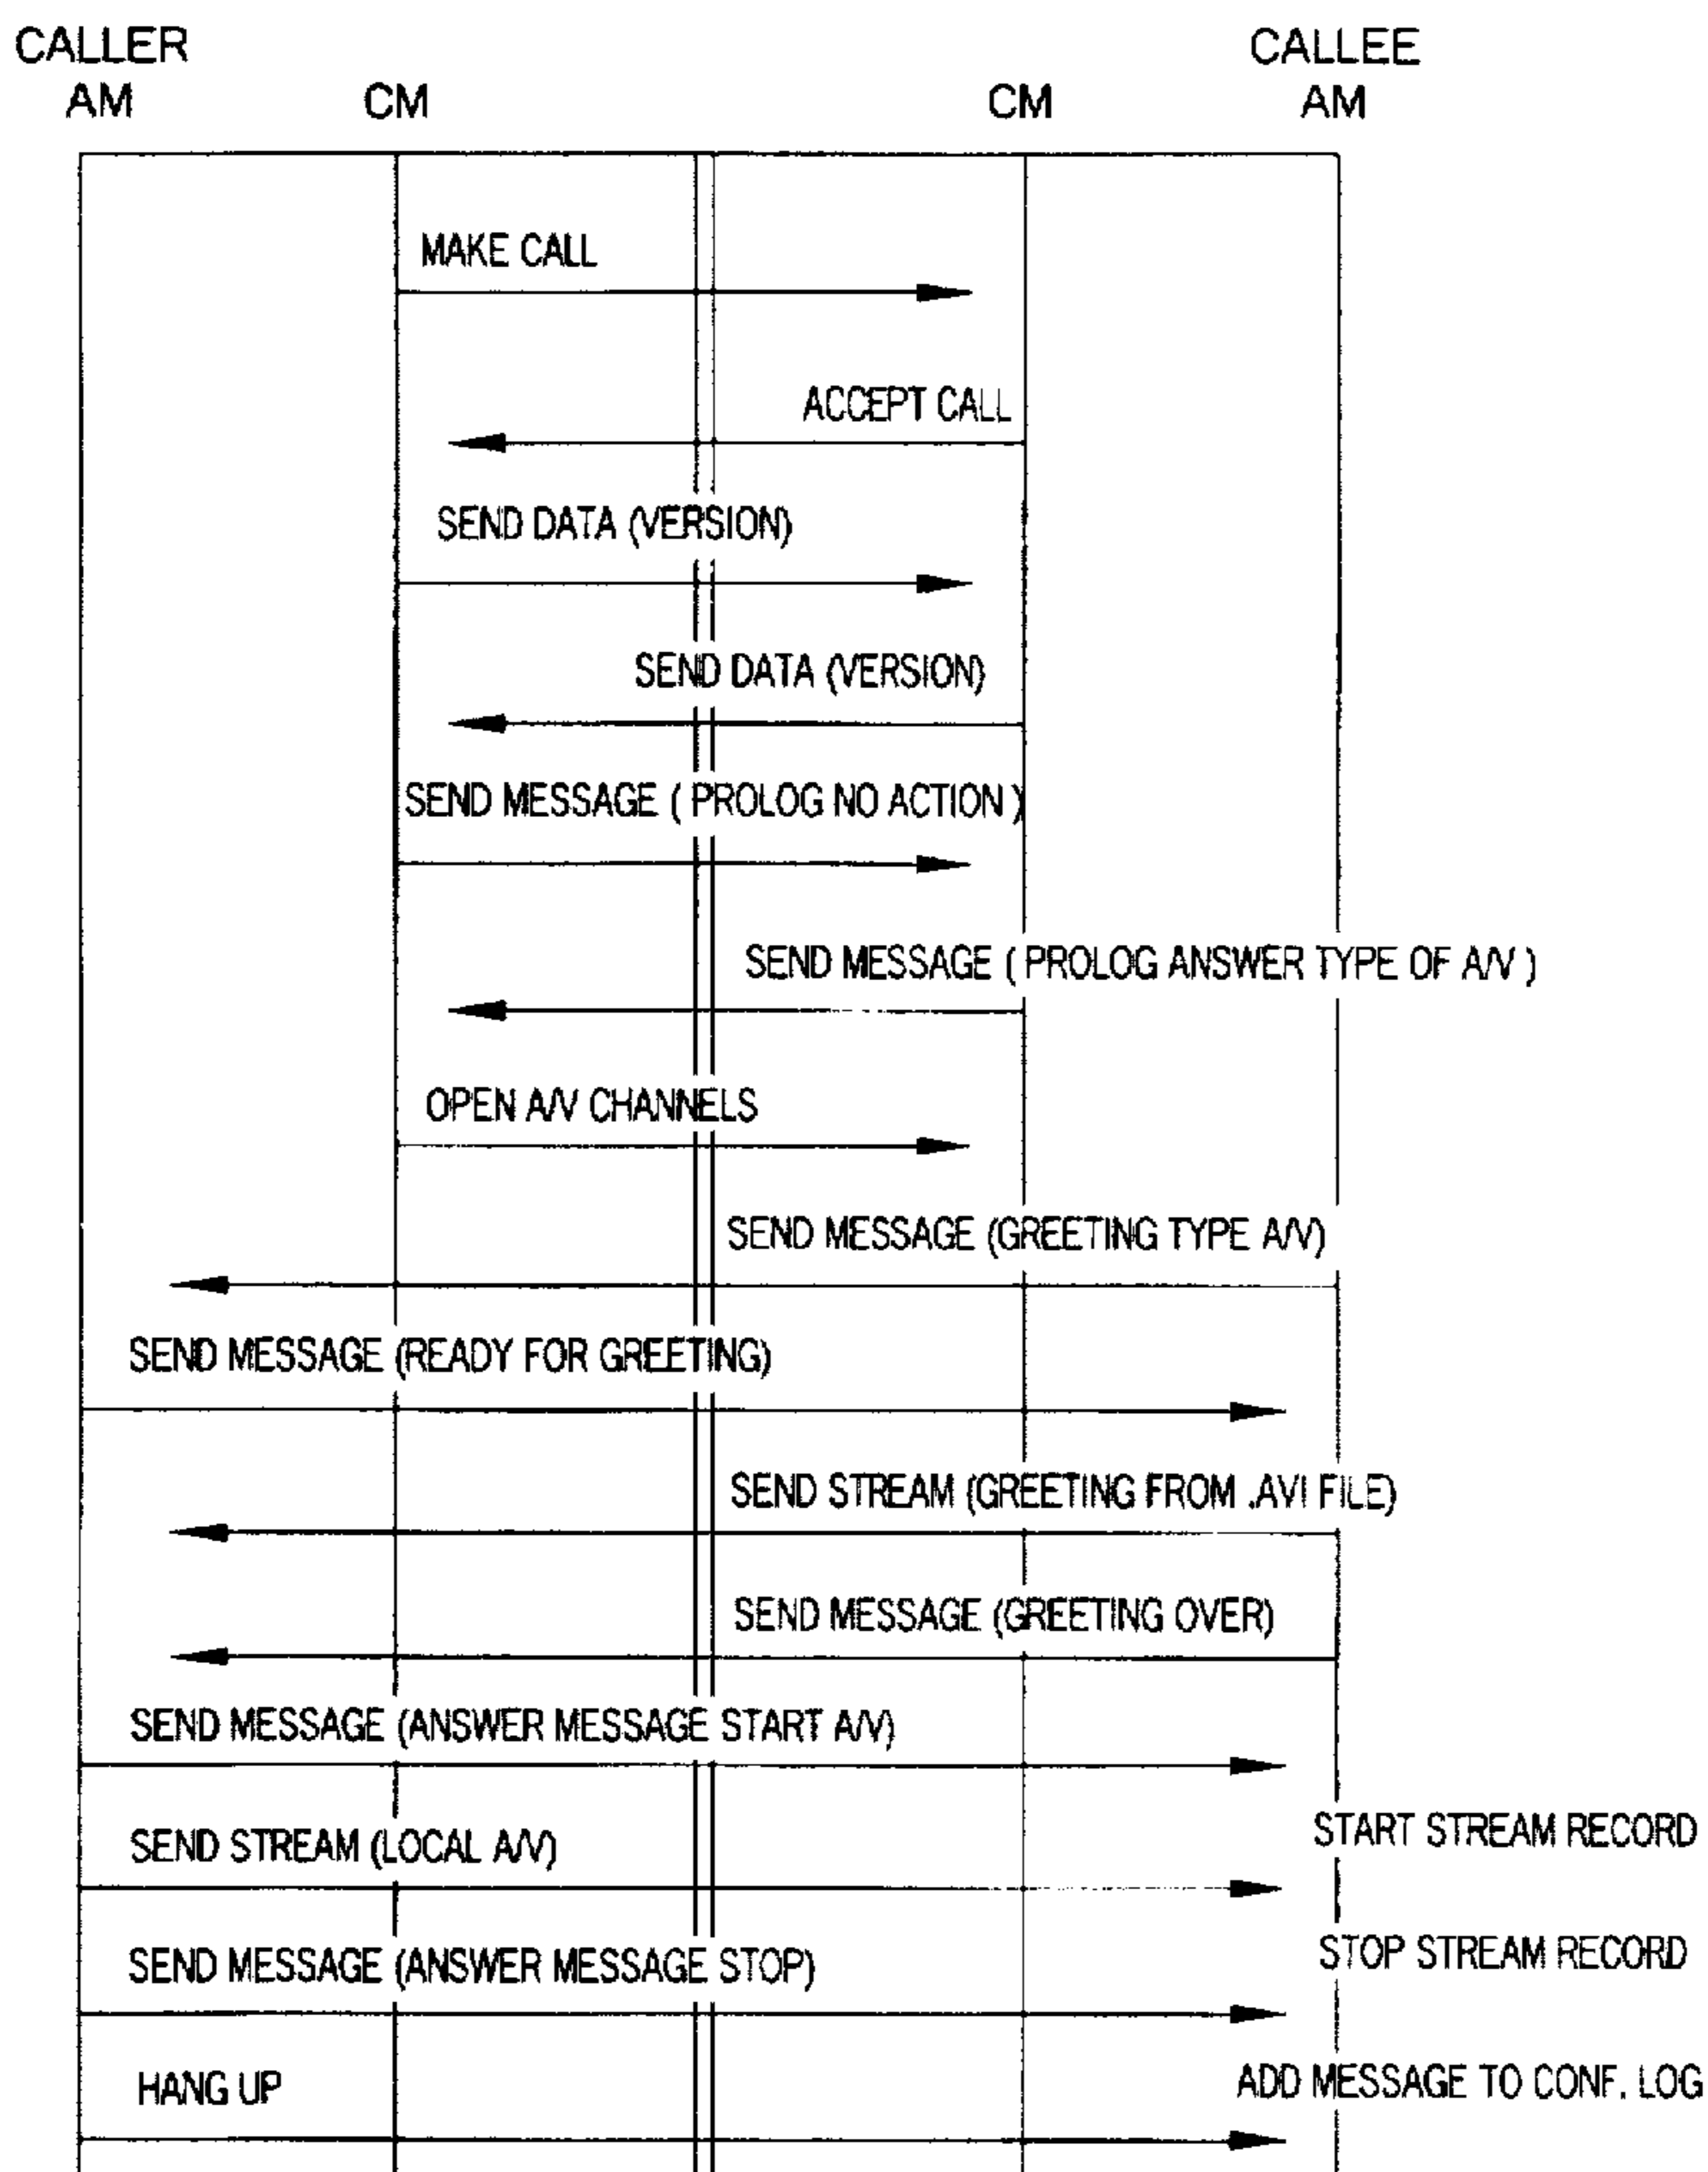 CALLER CALLEE
AM CM CM AM
MAKE CALL
ACCEPT CALL
SEND DATA (VERSION)
SEND DATA (VERSION)
SEND MESSAGE ( PROLOG NO ACTION )
SEND MESSAGE ( PROLOG ANSWER TYPE OF A/V )
OPEN A/V CHANNELS
SEND MESSAGE (GREETING TYPE A/V)
SEND MESSAGE (READY FOR GREETING)
SEND STREAM (GREETING FROM .AVI FILE)
SEND MESSAGE (GREETING OVER)
SEND MESSAGE (ANSWER MESSAGE START A/V)
START STREAM RECORD
SEND STREAM (LOCAL A/V)
STOP STREAM RECORD
SEND MESSAGE (ANSWER MESSAGE STOP)
ADD MESSAGE TO CONF. LOG
HANG UP